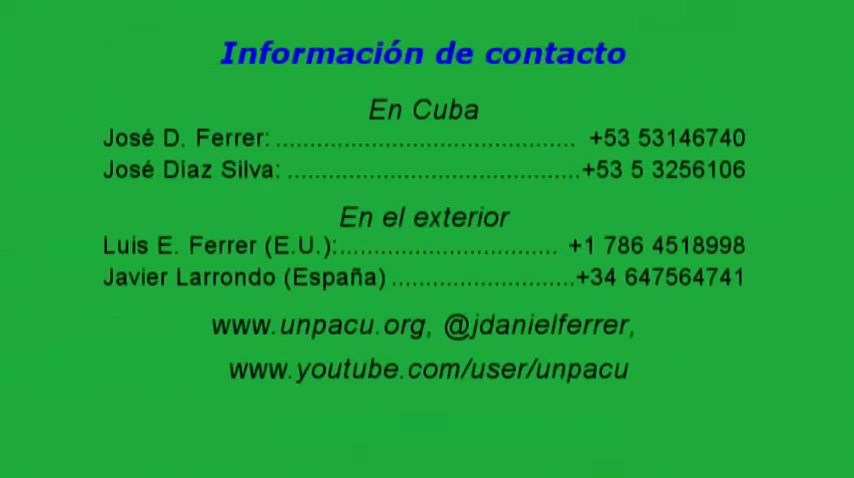 Información de contacto
En Cuba
José D. Ferrer: ............................................ +53 53146740
José Díaz Silva: ...........................................+53 5 3256106
En el exterior
Luis E. Ferrer (E.U.):................................ +1 786 4518998
Javier Larrondo (España) ...........................+34 647564741
www.unpacu.org, @jdanielferrer,
www.youtube.com/user/unpacu